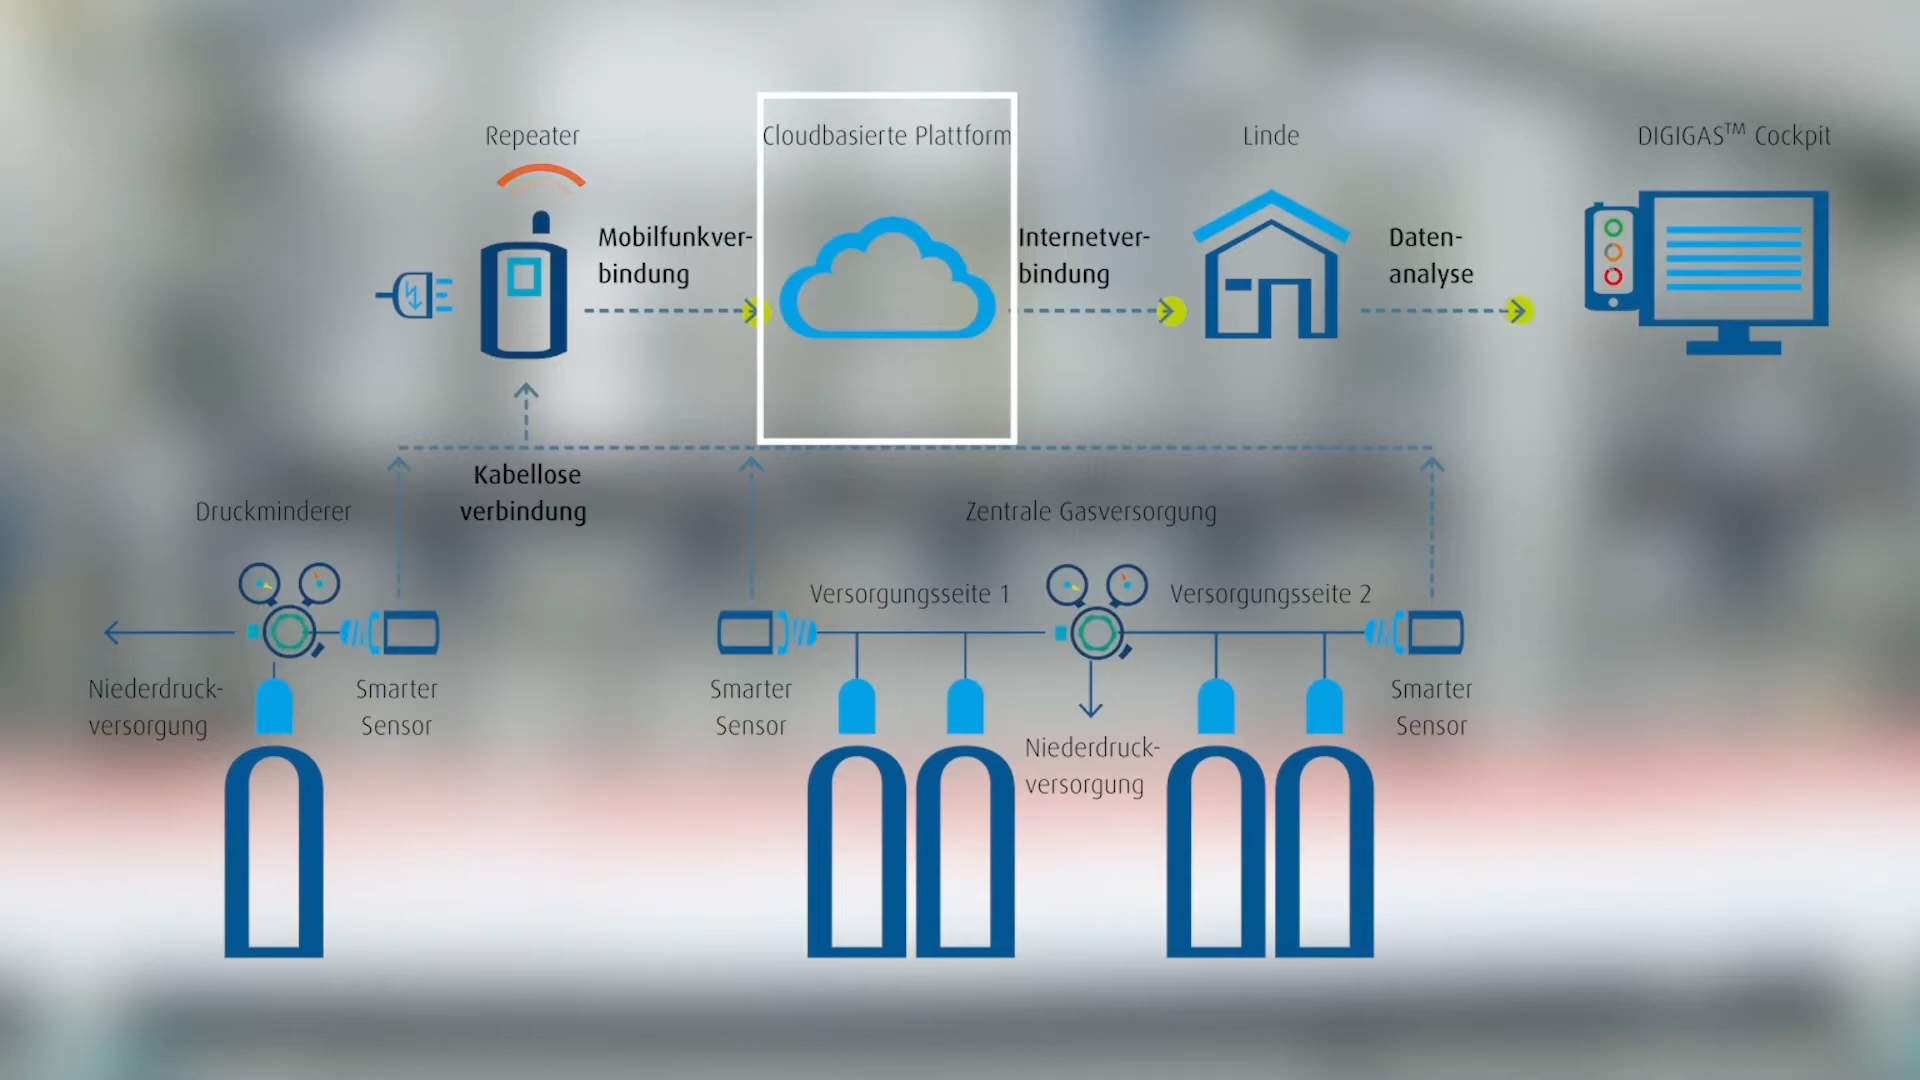 Repeater
Cloudbasierte Plattform
Linde
DIGIGAS™ Cockpit
Mobilfunkver-
bindung
Internetver-
bindung
Daten-
analyse
Kabellose
verbindung
Druckminderer
Zentrale Gasversorgung
Versorgungsseite 1
Versorgungsseite 2
Niederdruck-
versorgung
Smarter
Sensor
Smarter
Sensor
Niederdruck-
versorgung
Smarter
Sensor